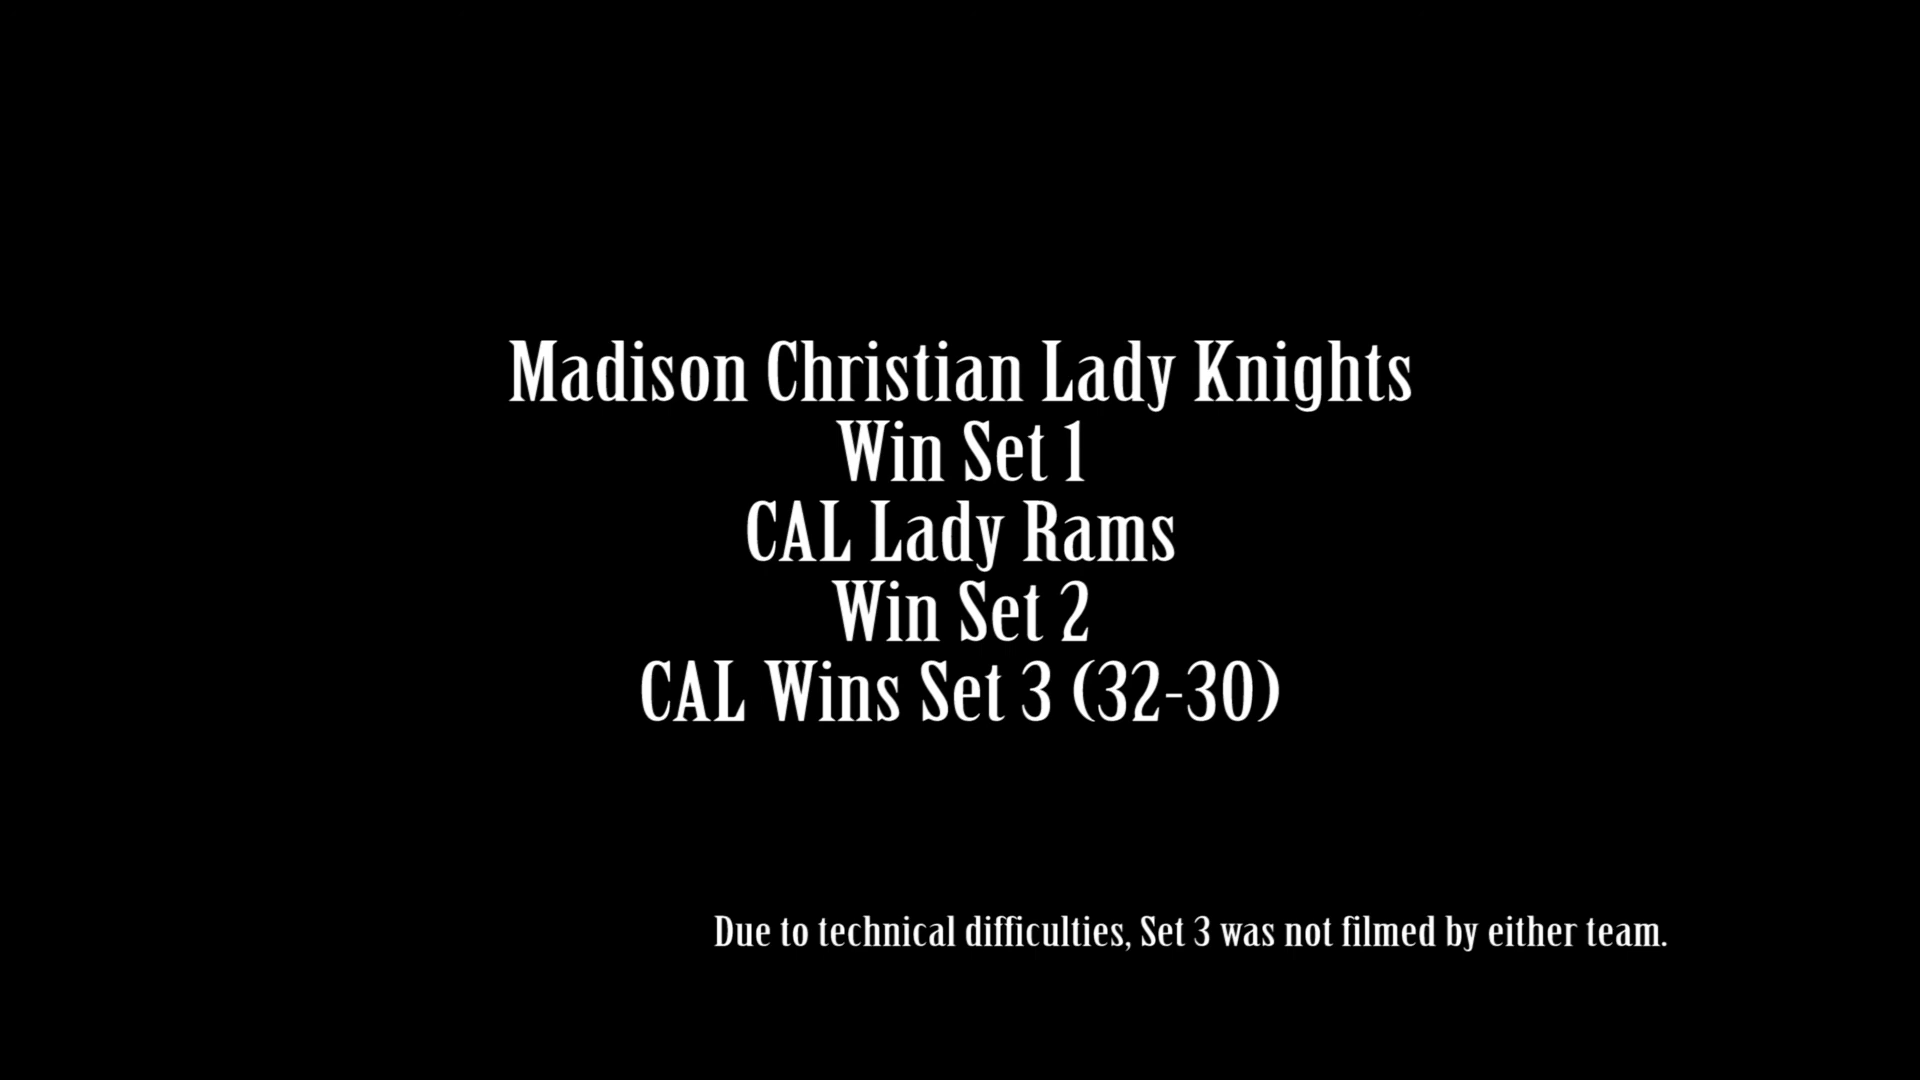 Madison Christian Lady Knights
Win Set 1
CAL Lady Rams
Win Set 2
CAL Wins Set 3 (32-30)
Due to technical difficulties, Set 3 was not filmed by either team.